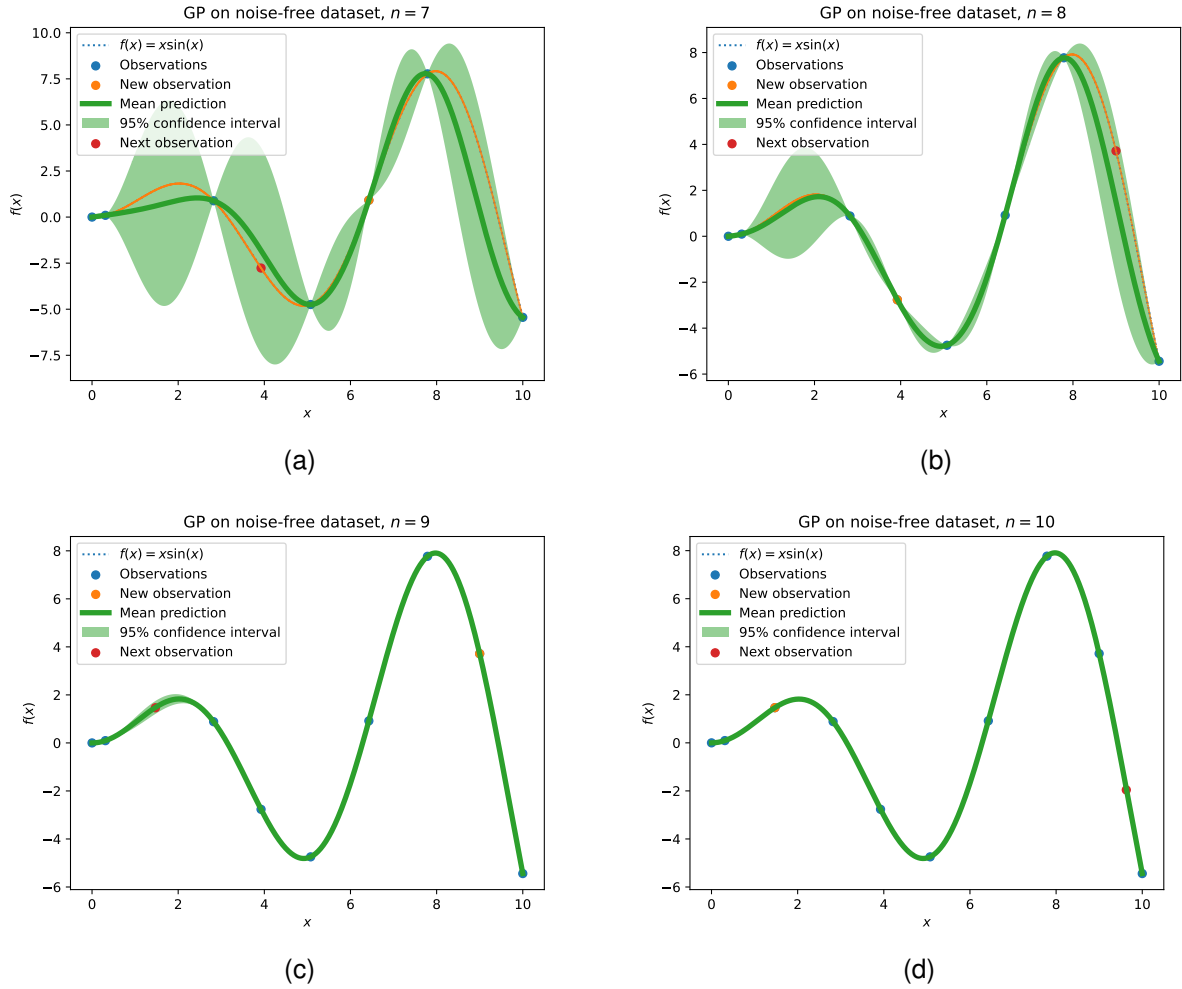 GP on noise-free dataset, n = 7
f(x) = x sin(x)
Observations
New observation
Mean prediction
95% confidence interval
Next observation
10.0
7.5
5.0
2.5
0.0
−2.5
−5.0
−7.5
f(x)
0 2 4 6 8 10
x
(a)
GP on noise-free dataset, n = 8
f(x) = x sin(x)
Observations
New observation
Mean prediction
95% confidence interval
Next observation
8
6
4
2
0
−2
−4
−6
f(x)
0 2 4 6 8 10
x
(b)
GP on noise-free dataset, n = 9
f(x) = x sin(x)
Observations
New observation
Mean prediction
95% confidence interval
Next observation
8
6
4
2
0
−2
−4
−6
f(x)
0 2 4 6 8 10
x
(c)
GP on noise-free dataset, n = 10
f(x) = x sin(x)
Observations
New observation
Mean prediction
95% confidence interval
Next observation
8
6
4
2
0
−2
−4
−6
f(x)
0 2 4 6 8 10
x
(d)